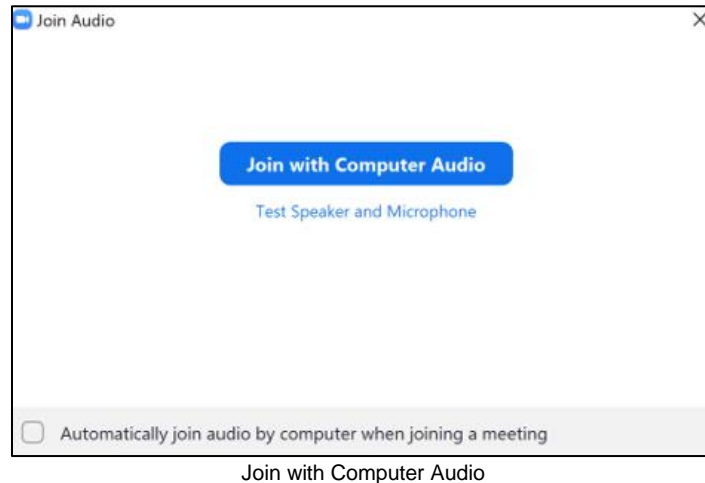 Join Audio
Join with Computer Audio
Test Speaker and Microphone
Automatically join audio by computer when joining a meeting
Join with Computer Audio